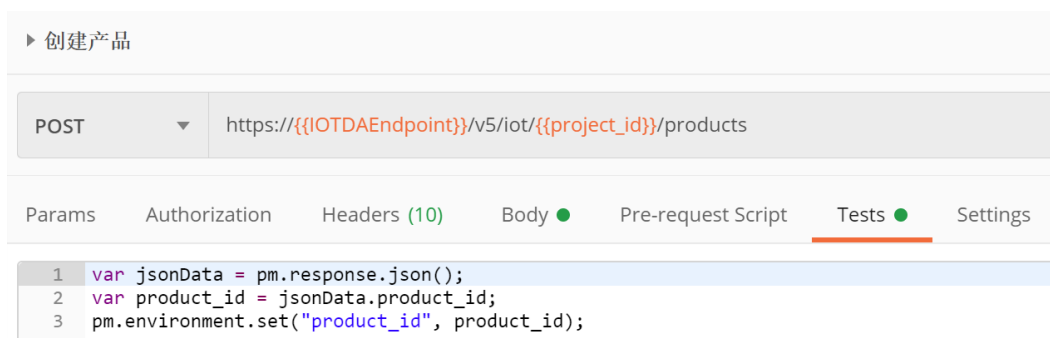 创建产品
POST https://{{IOTDAEndpoint}}/v5/iot/{{project_id}}/products
Params Authorization Headers (10) Body Pre-request Script Tests Settings
1 var jsonData = pm.response.json();
2 var product_id = jsonData.product_id;
3 pm.environment.set("product_id", product_id);